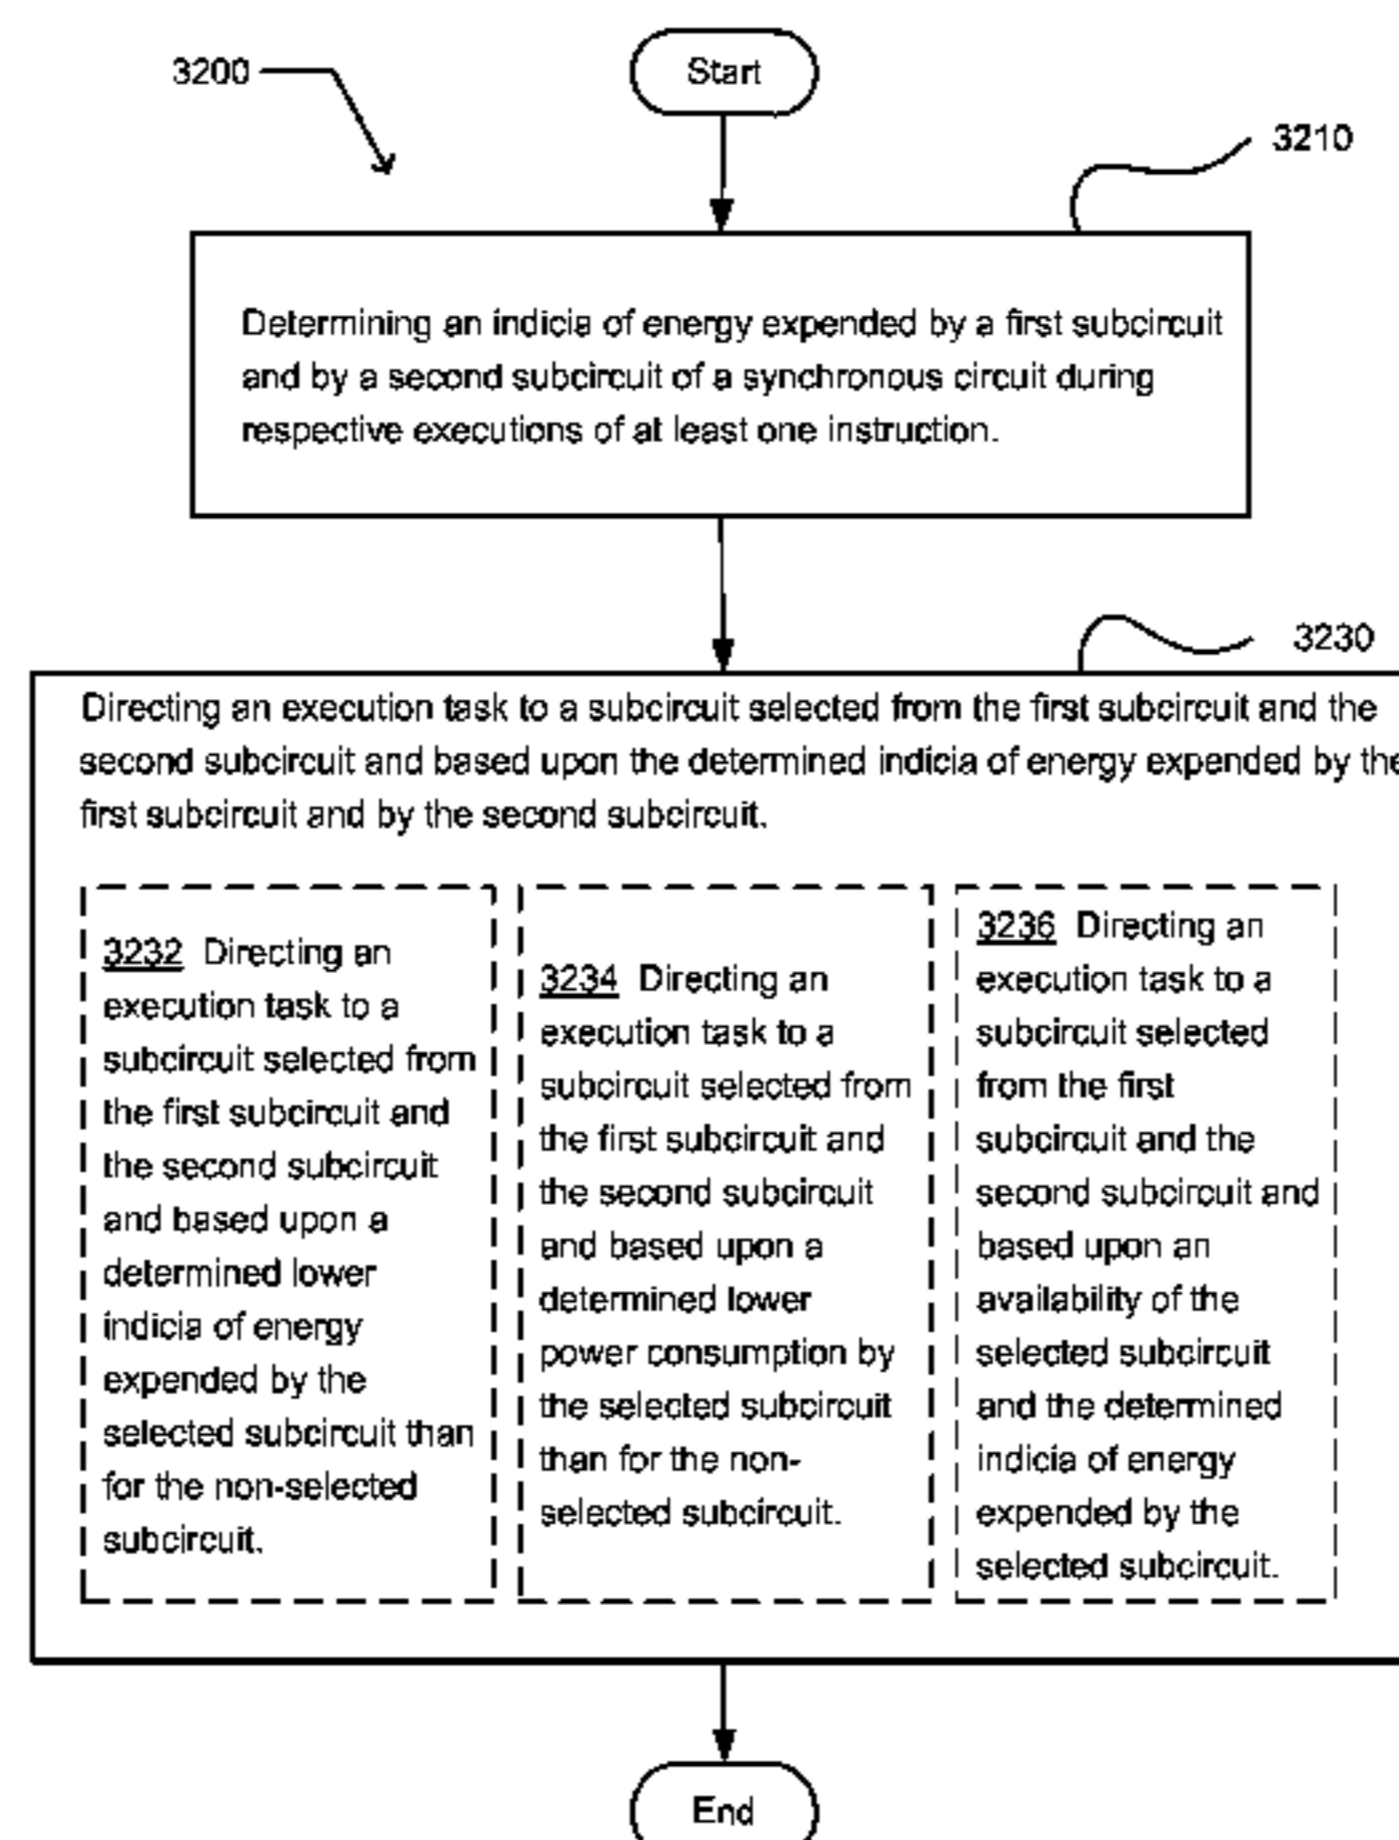 Start
3200
3210
Determining an indicia of energy expended by a first subcircuit
and by a second subcircuit of a synchronous circuit during
respective executions of at least one instruction.
3230
Directing an execution task to a subcircuit selected from the first subcircuit and the
second subcircuit and based upon the determined indicia of energy expended by the
first subcircuit and by the second subcircuit.
3232 Directing an
execution task to a
subcircuit selected from
the first subcircuit and
the second subcircuit
and based upon a
determined lower
indicia of energy
expended by the
selected subcircuit than
for the non-selected
subcircuit.
3234 Directing an
execution task to a
subcircuit selected from
the first subcircuit and
the second subcircuit
and based upon a
determined lower
power consumption by
the selected subcircuit
than for the non-
selected subcircuit.
3236 Directing an
execution task to a
subcircuit selected
from the first
subcircuit and the
second subcircuit and
based upon an
availability of the
selected subcircuit
and the determined
indicia of energy
expended by the
selected subcircuit.
End